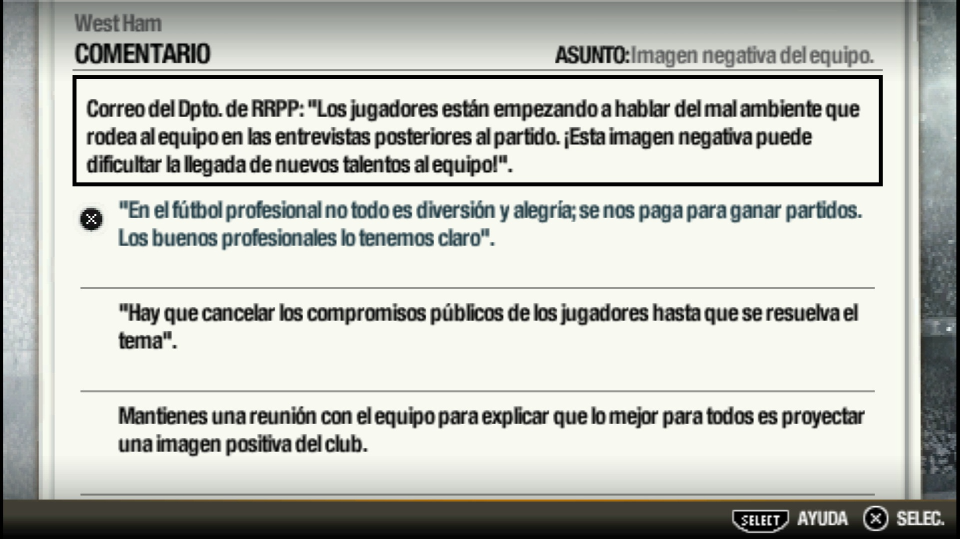 West Ham
COMENTARIO
ASUNTO: Imagen negativa del equipo.
Correo del Dpto. de RRPP: "Los jugadores están empezando a hablar del mal ambiente que
rodea al equipo en las entrevistas posteriores al partido. ¡Esta imagen negativa puede
dificultar la llegada de nuevos talentos al equipo!".
"En el fútbol profesional no todo es diversión y alegría; se nos paga para ganar partidos.
Los buenos profesionales lo tenemos claro".
"Hay que cancelar los compromisos públicos de los jugadores hasta que se resuelva el
tema".
Mantienes una reunión con el equipo para explicar que lo mejor para todos es proyectar
una imagen positiva del club.
SELECT AYUDA SELEC.